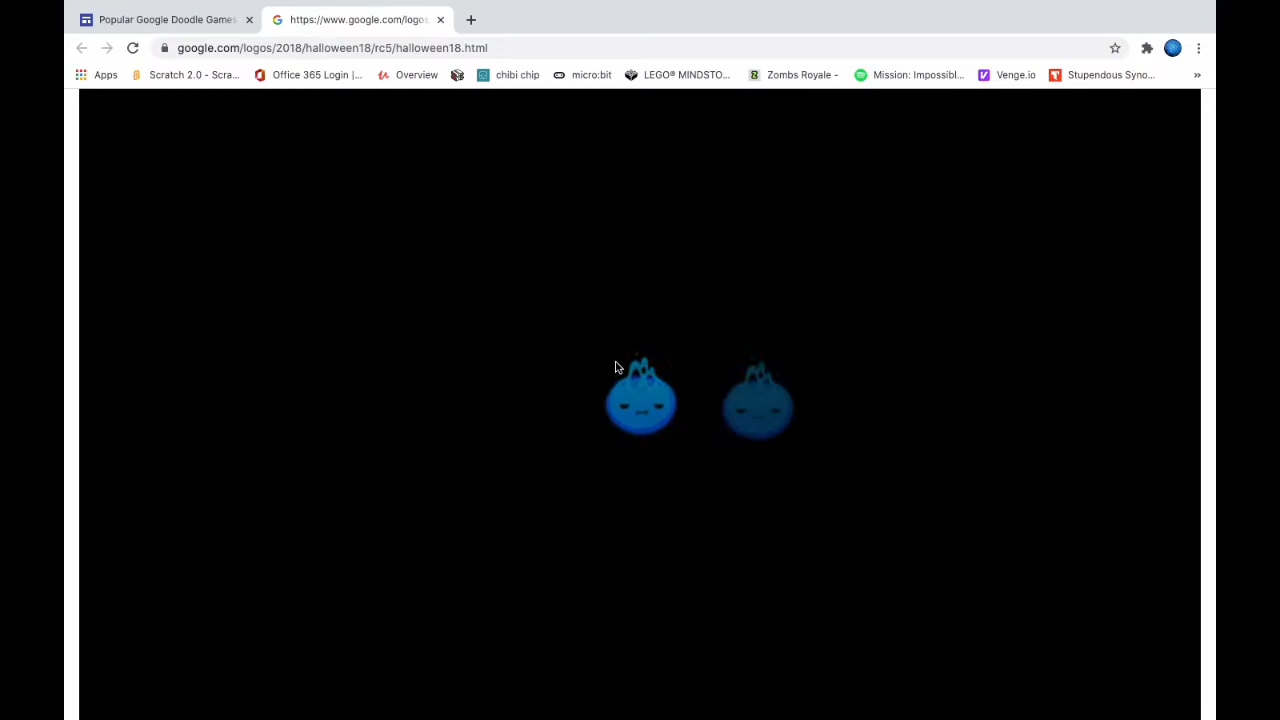 Popular Google Doodle Games
https://www.google.com/logos
google.com/logos/2018/halloween18/rc5/halloween18.html
Apps Scratch 2.0 - Scra... Office 365 Login |... Overview chibi chip micro:bit LEGO® MINDSTO... Zombs Royale - Mission: Impossibl... Venge.io Stupendous Syno... »